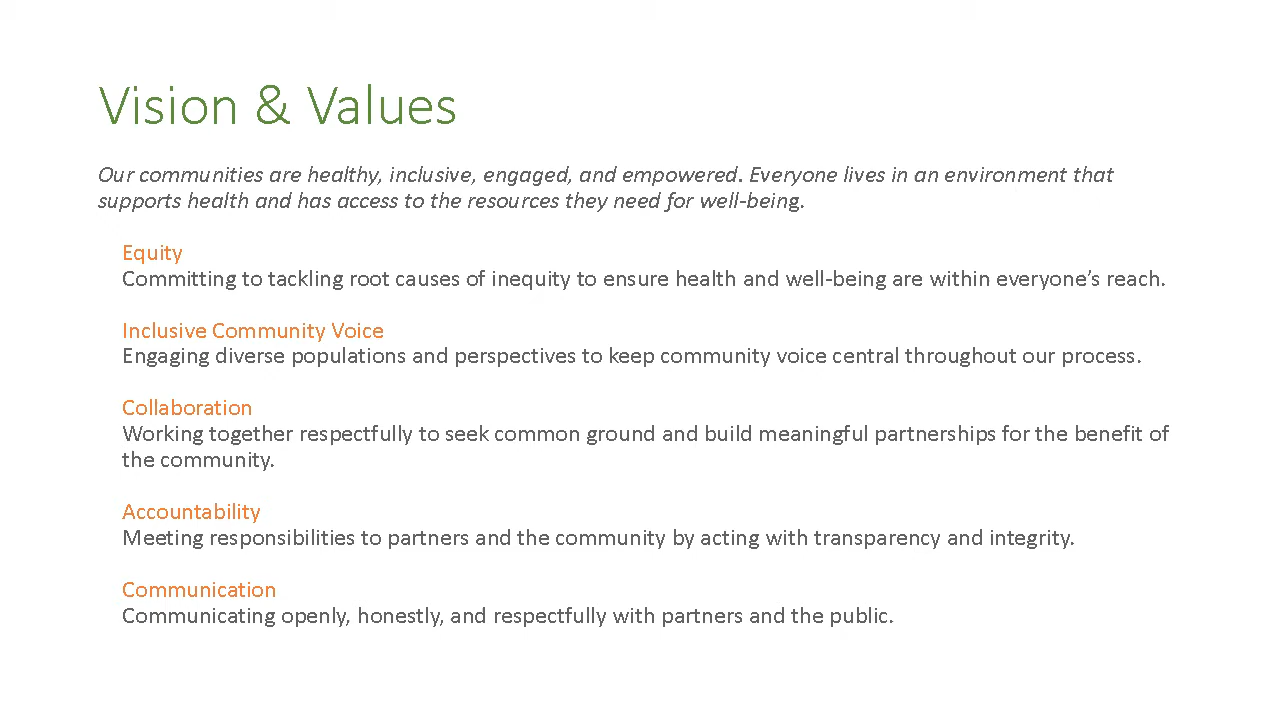 Vision & Values
Our communities are healthy, inclusive, engaged, and empowered. Everyone lives in an environment that
supports health and has access to the resources they need for well-being.
Equity
Committing to tackling root causes of inequity to ensure health and well-being are within everyone’s reach.
Inclusive Community Voice
Engaging diverse populations and perspectives to keep community voice central throughout our process.
Collaboration
Working together respectfully to seek common ground and build meaningful partnerships for the benefit of
the community.
Accountability
Meeting responsibilities to partners and the community by acting with transparency and integrity.
Communication
Communicating openly, honestly, and respectfully with partners and the public.